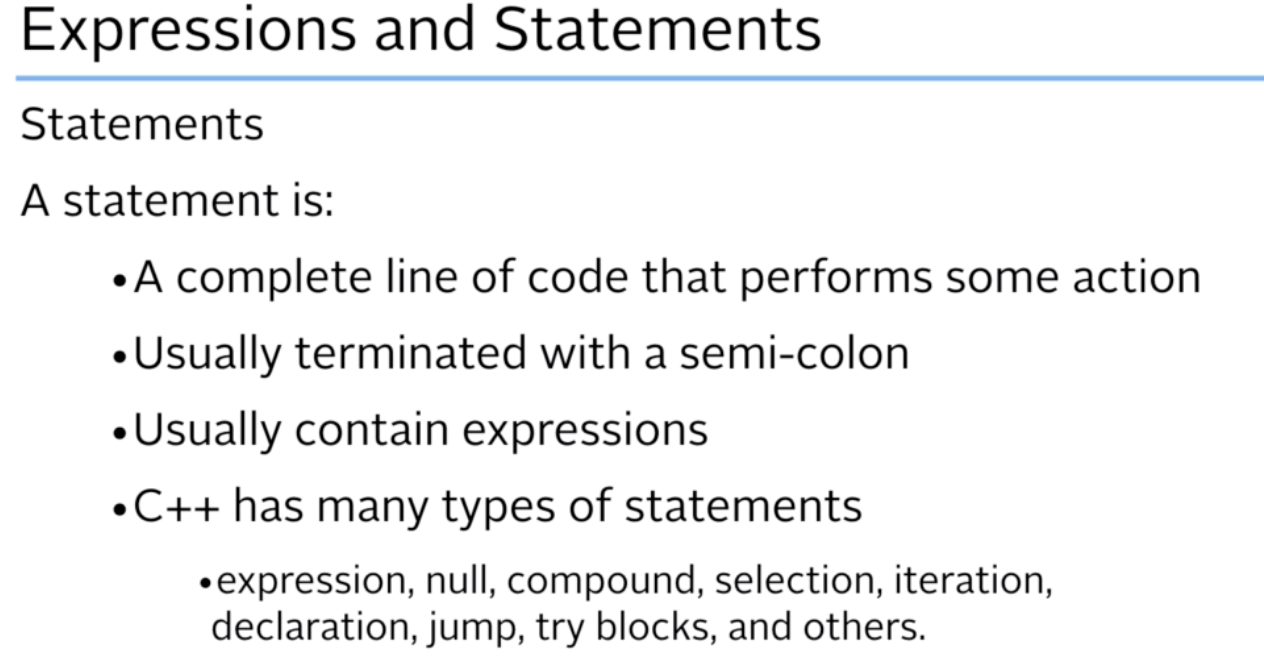 Expressions and Statements
Statements
A statement is:
•A complete line of code that performs some action
•Usually terminated with a semi-colon
•Usually contain expressions
•C++ has many types of statements
•expression, null, compound, selection, iteration,
declaration, jump, try blocks, and others.